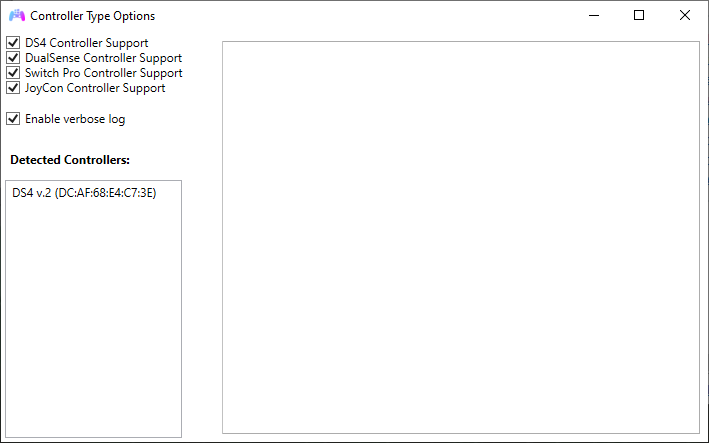 Controller Type Options
DS4 Controller Support
DualSense Controller Support
Switch Pro Controller Support
JoyCon Controller Support
Enable verbose log
Detected Controllers:
DS4 v.2 (DC:AF:68:E4:C7:3E)